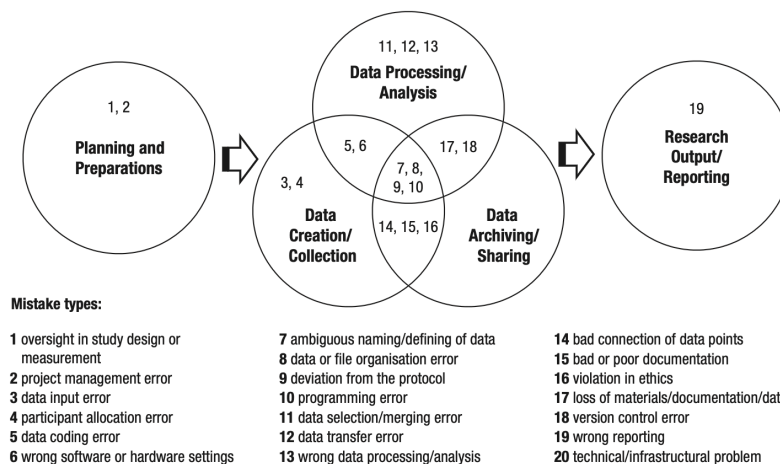 11, 12, 13
Data Processing/
Analysis
1, 2
Planning and
Preparations
19
Research
Output/
Reporting
5, 6
17, 18
7, 8,
9, 10
3, 4
Data
Creation/
Collection
14, 15, 16
Data
Archiving/
Sharing
Mistake types:
1 oversight in study design or
measurement
2 project management error
3 data input error
4 participant allocation error
5 data coding error
6 wrong software or hardware settings
7 ambiguous naming/defining of data
8 data or file organisation error
9 deviation from the protocol
10 programming error
11 data selection/merging error
12 data transfer error
13 wrong data processing/analysis
14 bad connection of data points
15 bad or poor documentation
16 violation in ethics
17 loss of materials/documentation/dat
18 version control error
19 wrong reporting
20 technical/infrastructural problem